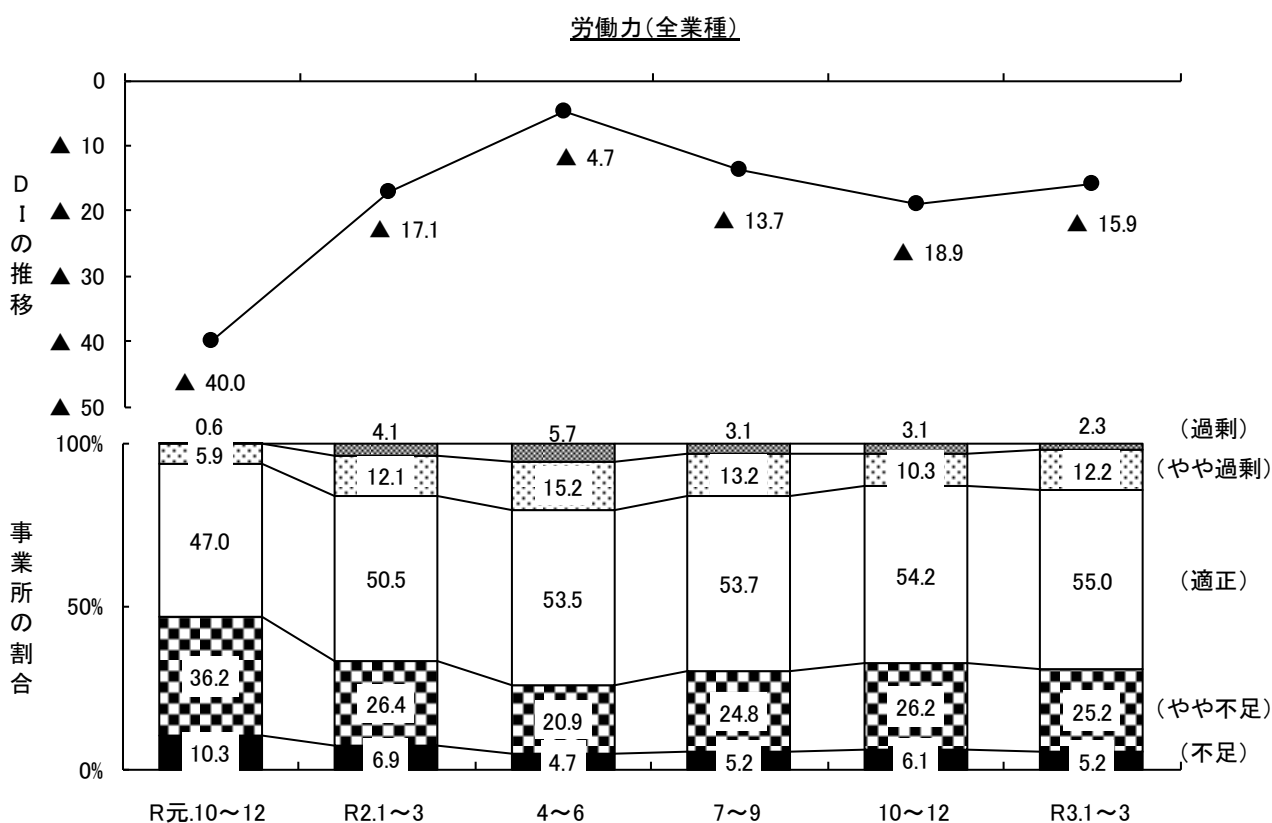 労働力(全業種)
DIの推移
0
▲ 10
▲ 20
▲ 30
▲ 40
▲ 50
▲ 40.0
▲ 17.1
▲ 4.7
▲ 13.7
▲ 18.9
▲ 15.9
事業所の割合
100%
50%
0%
0.6 4.1 5.7 3.1 3.1 2.3 (過剰)
5.9 12.1 15.2 13.2 10.3 12.2 (やや過剰)
47.0 50.5 53.5 53.7 54.2 55.0 (適正)
36.2 26.4 20.9 24.8 26.2 25.2 (やや不足)
10.3 6.9 4.7 5.2 6.1 5.2 (不足)
R元.10～12 R2.1～3 4～6 7～9 10～12 R3.1～3